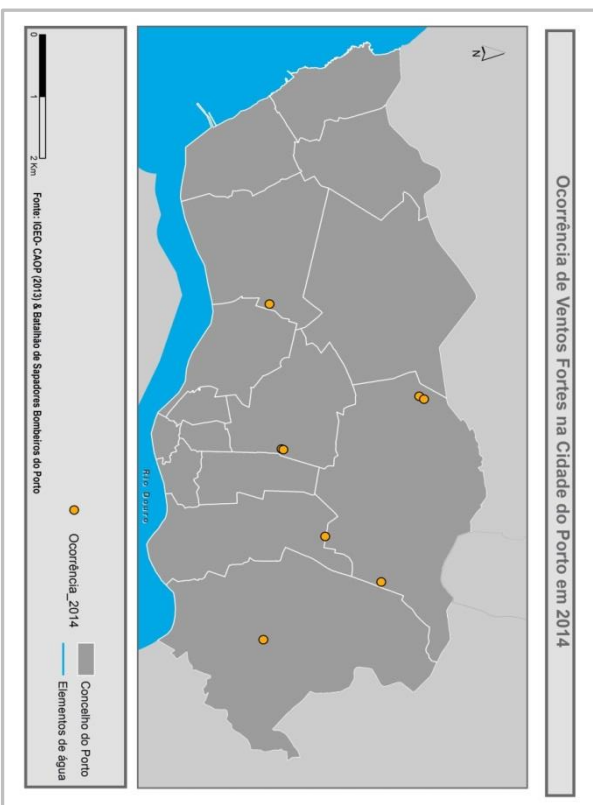 Ocorrência de Ventos Fortes na Cidade do Porto em 2014
N
Rio Douro
0 1 2 Km
Ocorrência_2014
Concelho do Porto
Elementos de água
Fonte: IGEO- CAOP (2013) & Batalhão de Sapadores Bombeiros do Porto